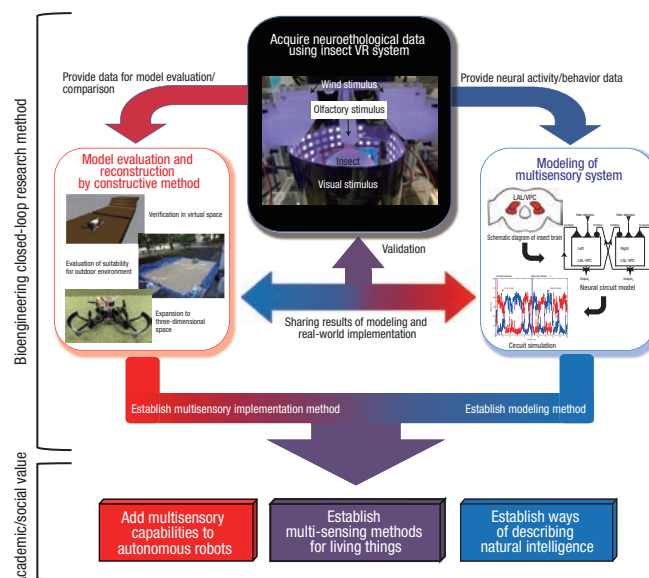 Acquire neuroethological data
using insect VR system
Wind stimulus
Olfactory stimulus
Insect
Visual stimulus
Provide data for model evaluation/
comparison
Provide neural activity/behavior data
Model evaluation and
reconstruction
by constructive method
Verification in virtual space
Evaluation of suitability
for outdoor environment
Expansion to
three-dimensional
space
Validation
Sharing results of modeling and
real-world implementation
Modeling of
multisensory system
LAL/VPC
Schematic diagram of insect brain
Left
LAL-VPC
Right
LAL-VPC
Neural circuit model
Circuit simulation
Establish multisensory implementation method
Establish modeling method
Bioengineering closed-loop research method
Academic/social value
Add multisensory
capabilities to
autonomous robots
Establish
multi-sensing methods
for living things
Establish ways
of describing
natural intelligence